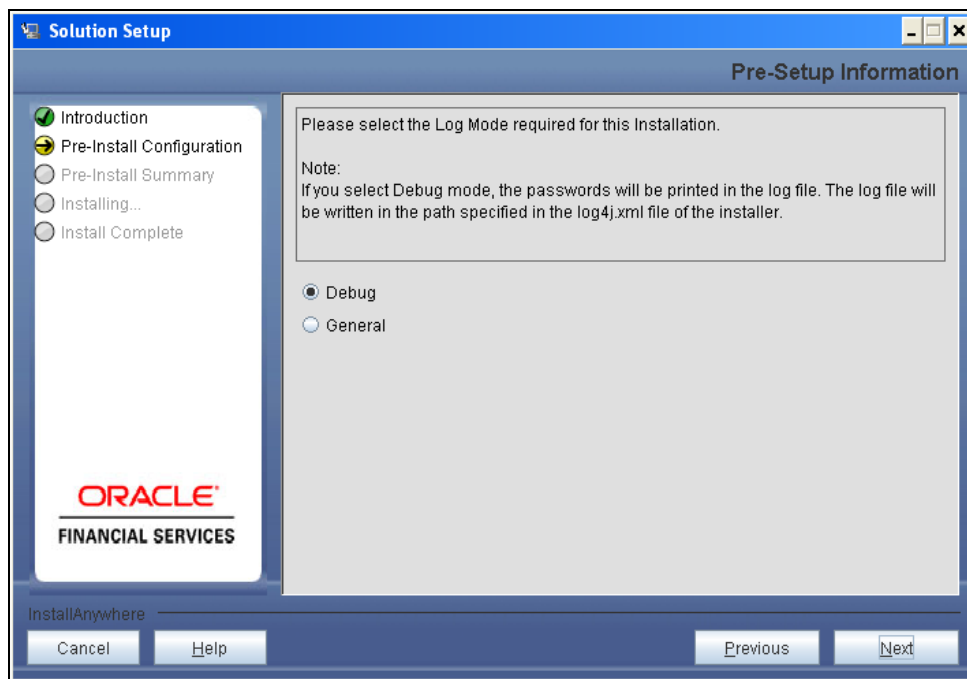 Solution Setup
Pre-Setup Information
Introduction
Pre-Install Configuration
Pre-Install Summary
Installing...
Install Complete
Please select the Log Mode required for this Installation.
Note:
If you select Debug mode, the passwords will be printed in the log file. The log file will
be written in the path specified in the log4j.xml file of the installer.
Debug
General
ORACLE
FINANCIAL SERVICES
InstallAnywhere
Cancel
Help
Previous
Next